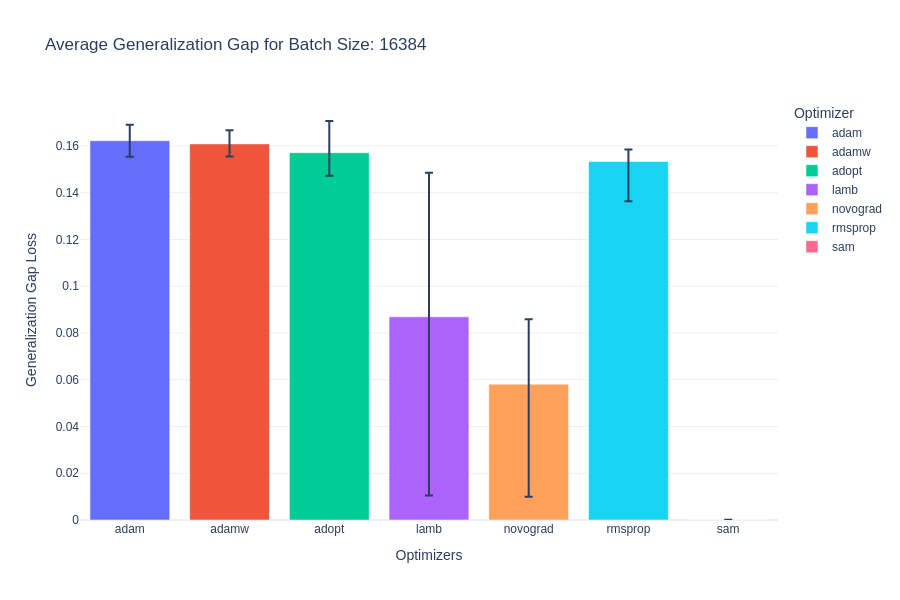 Average Generalization Gap for Batch Size: 16384
Optimizer
adam
adamw
adopt
lamb
novograd
rmsprop
sam
Generalization Gap Loss
0.16
0.14
0.12
0.1
0.08
0.06
0.04
0.02
0
adam adamw adopt lamb novograd rmsprop sam
Optimizers